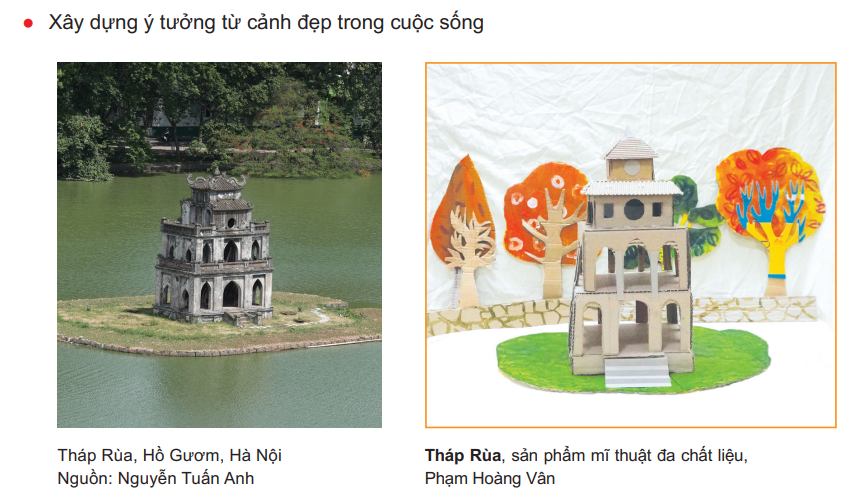 Xây dựng ý tưởng từ cảnh đẹp trong cuộc sống
Tháp Rùa, Hồ Gươm, Hà Nội
Nguồn: Nguyễn Tuấn Anh
Tháp Rùa, sản phẩm mĩ thuật đa chất liệu,
Phạm Hoàng Vân